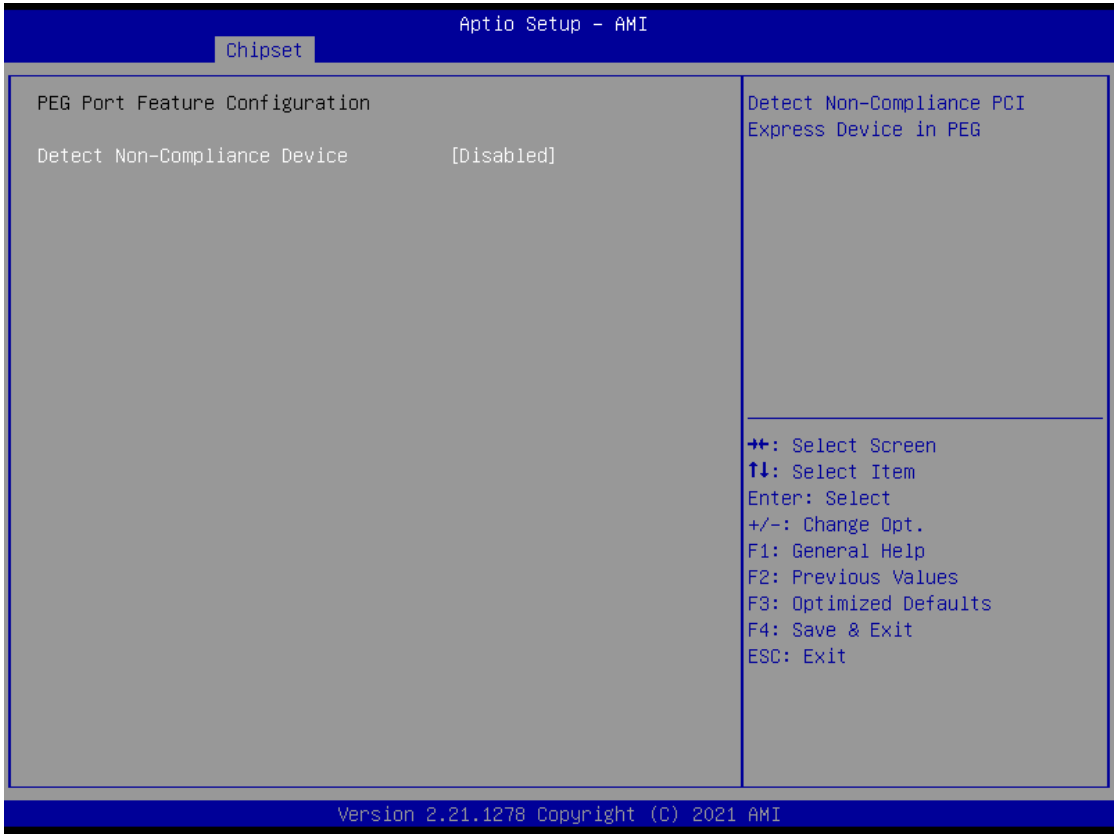 Aptio Setup – AMI
Chipset
PEG Port Feature Configuration
Detect Non-Compliance Device [Disabled]
Detect Non-Compliance PCI
Express Device in PEG
→←: Select Screen
↑↓: Select Item
Enter: Select
+/-: Change Opt.
F1: General Help
F2: Previous Values
F3: Optimized Defaults
F4: Save & Exit
ESC: Exit
Version 2.21.1278 Copyright (C) 2021 AMI